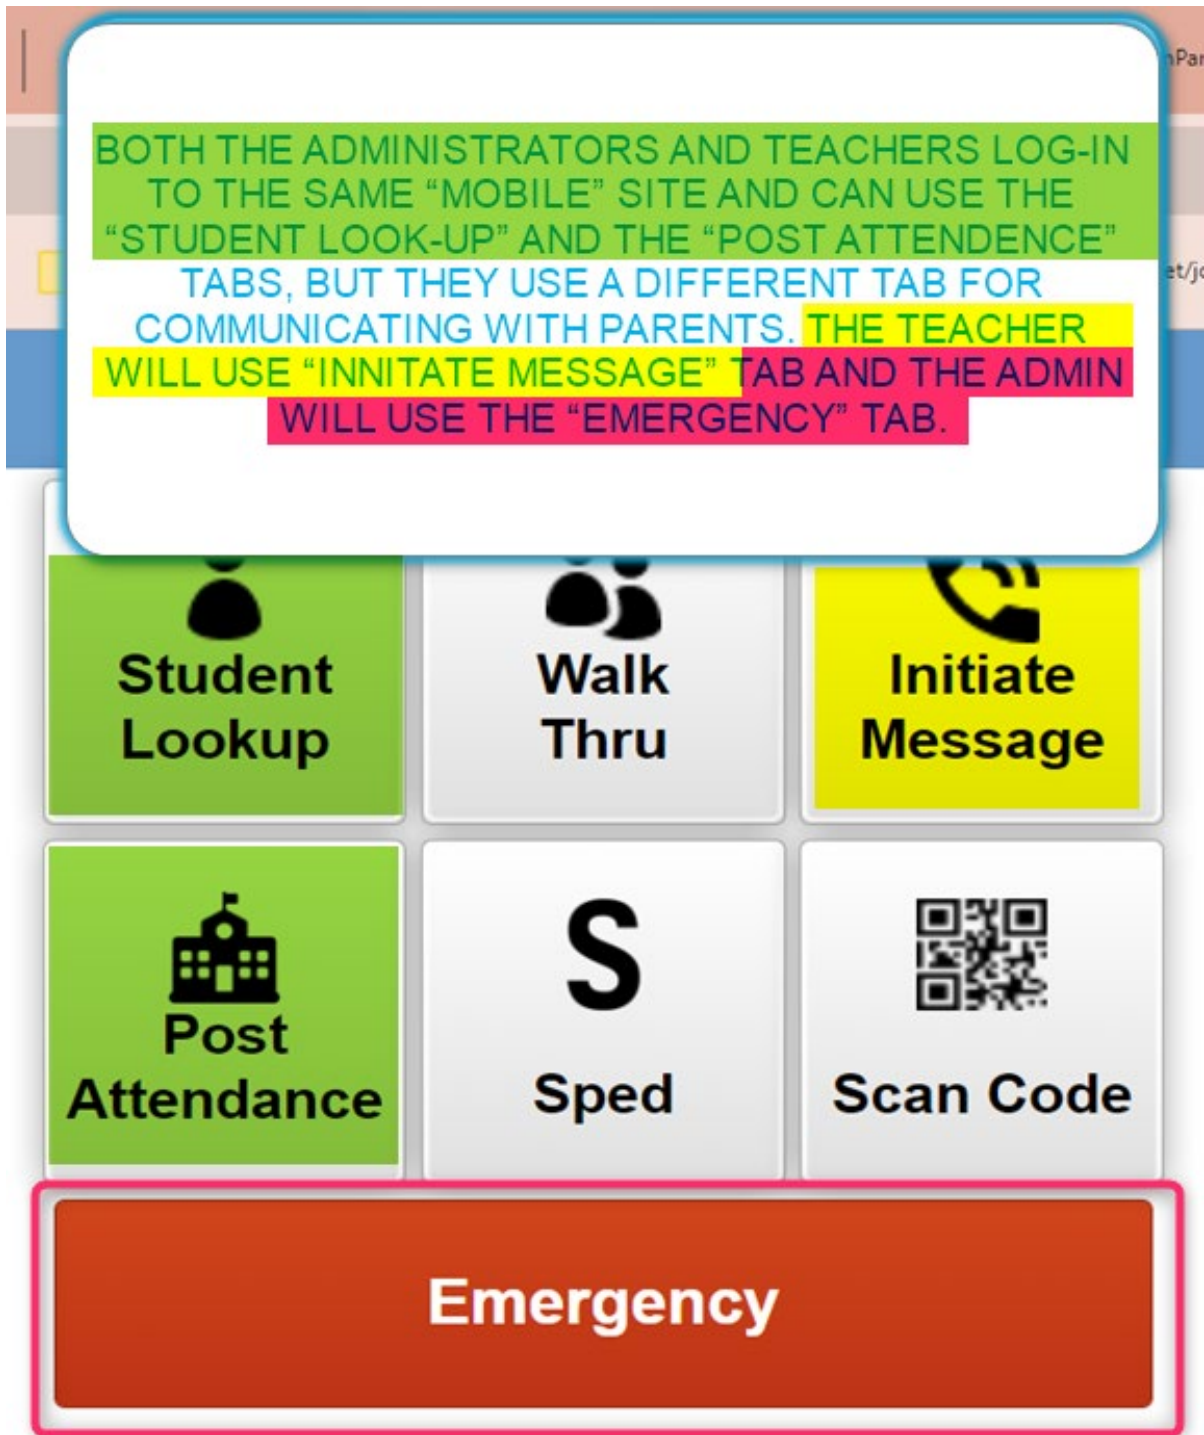 BOTH THE ADMINISTRATORS AND TEACHERS LOG-IN
TO THE SAME “MOBILE” SITE AND CAN USE THE
“STUDENT LOOK-UP” AND THE “POST ATTENDENCE”
TABS, BUT THEY USE A DIFFERENT TAB FOR
COMMUNICATING WITH PARENTS. THE TEACHER
WILL USE “INNITATE MESSAGE” TAB AND THE ADMIN
WILL USE THE “EMERGENCY” TAB.
Student
Lookup
Walk
Thru
Initiate
Message
Post
Attendance
S
Sped
Scan Code
Emergency